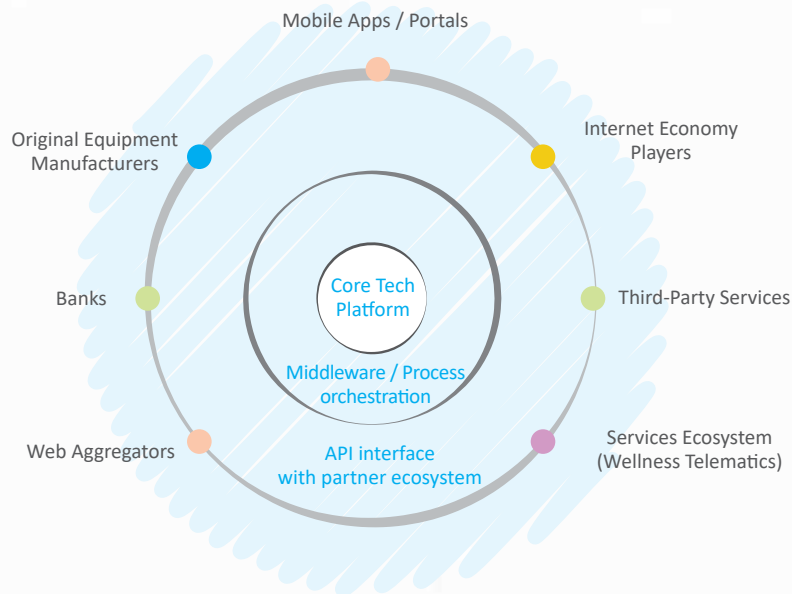 Mobile Apps / Portals
Original Equipment
Manufacturers
Internet Economy
Players
Core Tech
Platform
Banks
Third-Party Services
Middleware / Process
orchestration
Web Aggregators
API interface
with partner ecosystem
Services Ecosystem
(Wellness Telematics)